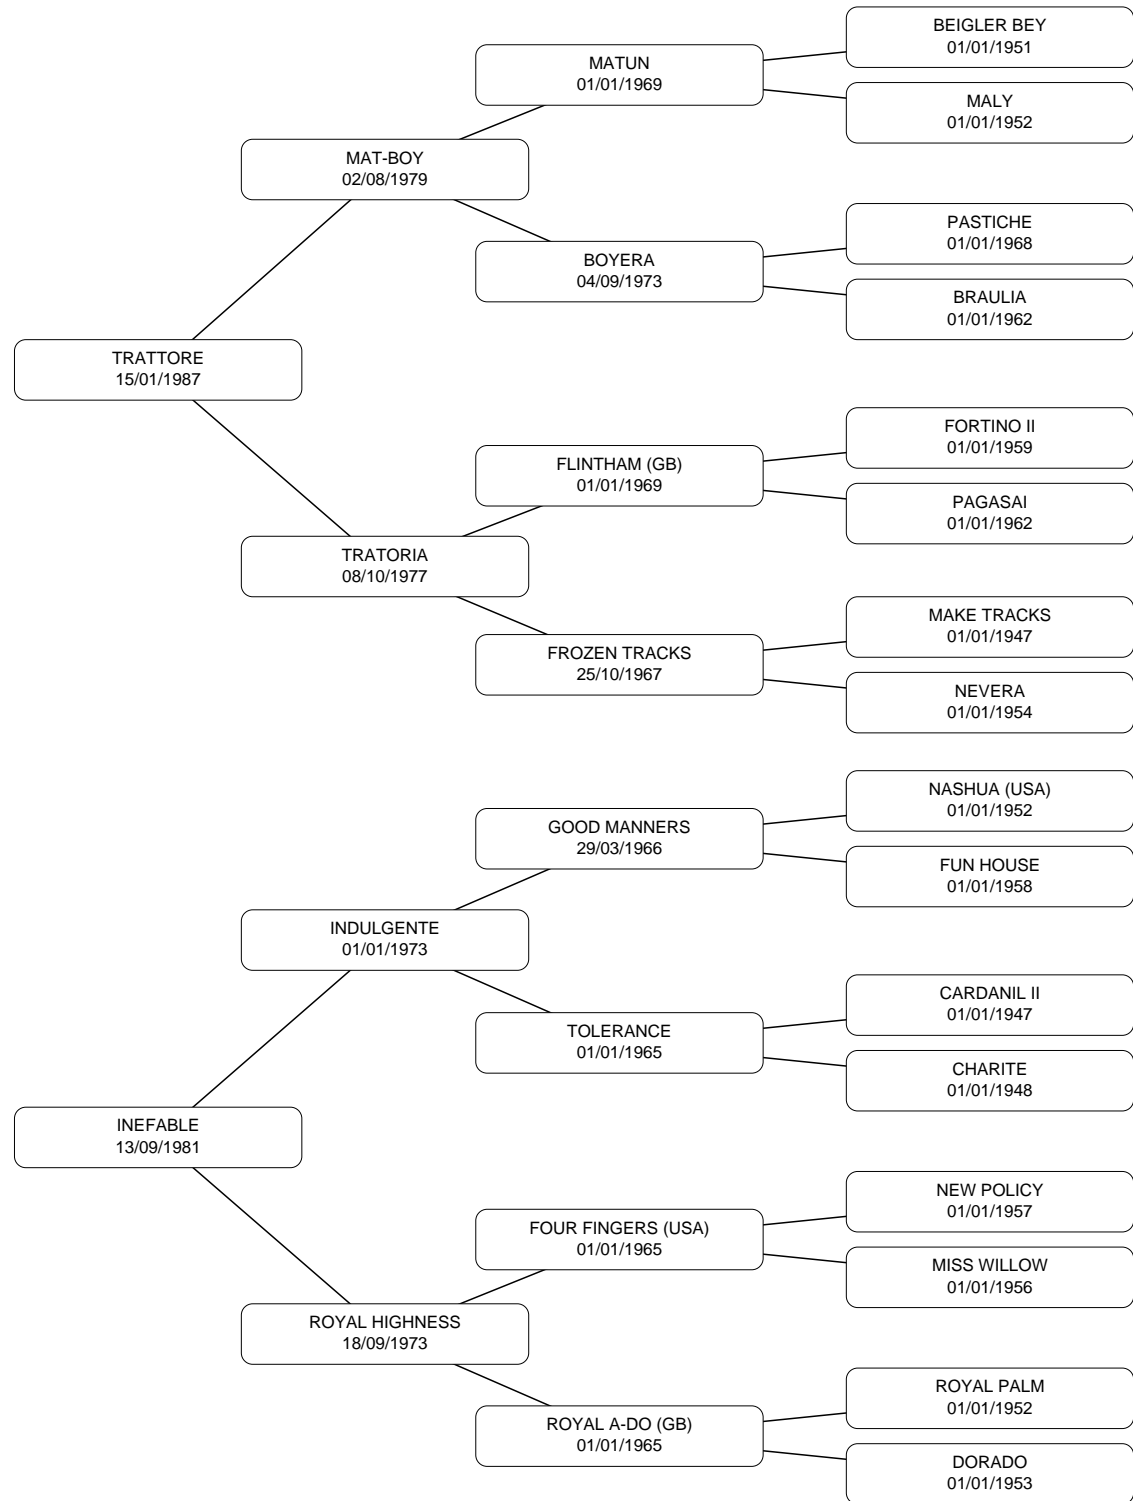 BEIGLER BEY
01/01/1951
MATUN
01/01/1969
MALY
01/01/1952
MAT-BOY
02/08/1979
PASTICHE
01/01/1968
BOYERA
04/09/1973
BRAULIA
01/01/1962
TRATTORE
15/01/1987
FORTINO II
01/01/1959
FLINTHAM (GB)
01/01/1969
PAGASAI
01/01/1962
TRATORIA
08/10/1977
MAKE TRACKS
01/01/1947
FROZEN TRACKS
25/10/1967
NEVERA
01/01/1954
NASHUA (USA)
01/01/1952
GOOD MANNERS
29/03/1966
FUN HOUSE
01/01/1958
INDULGENTE
01/01/1973
CARDANIL II
01/01/1947
TOLERANCE
01/01/1965
CHARITE
01/01/1948
INEFABLE
13/09/1981
NEW POLICY
01/01/1957
FOUR FINGERS (USA)
01/01/1965
MISS WILLOW
01/01/1956
ROYAL HIGHNESS
18/09/1973
ROYAL PALM
01/01/1952
ROYAL A-DO (GB)
01/01/1965
DORADO
01/01/1953